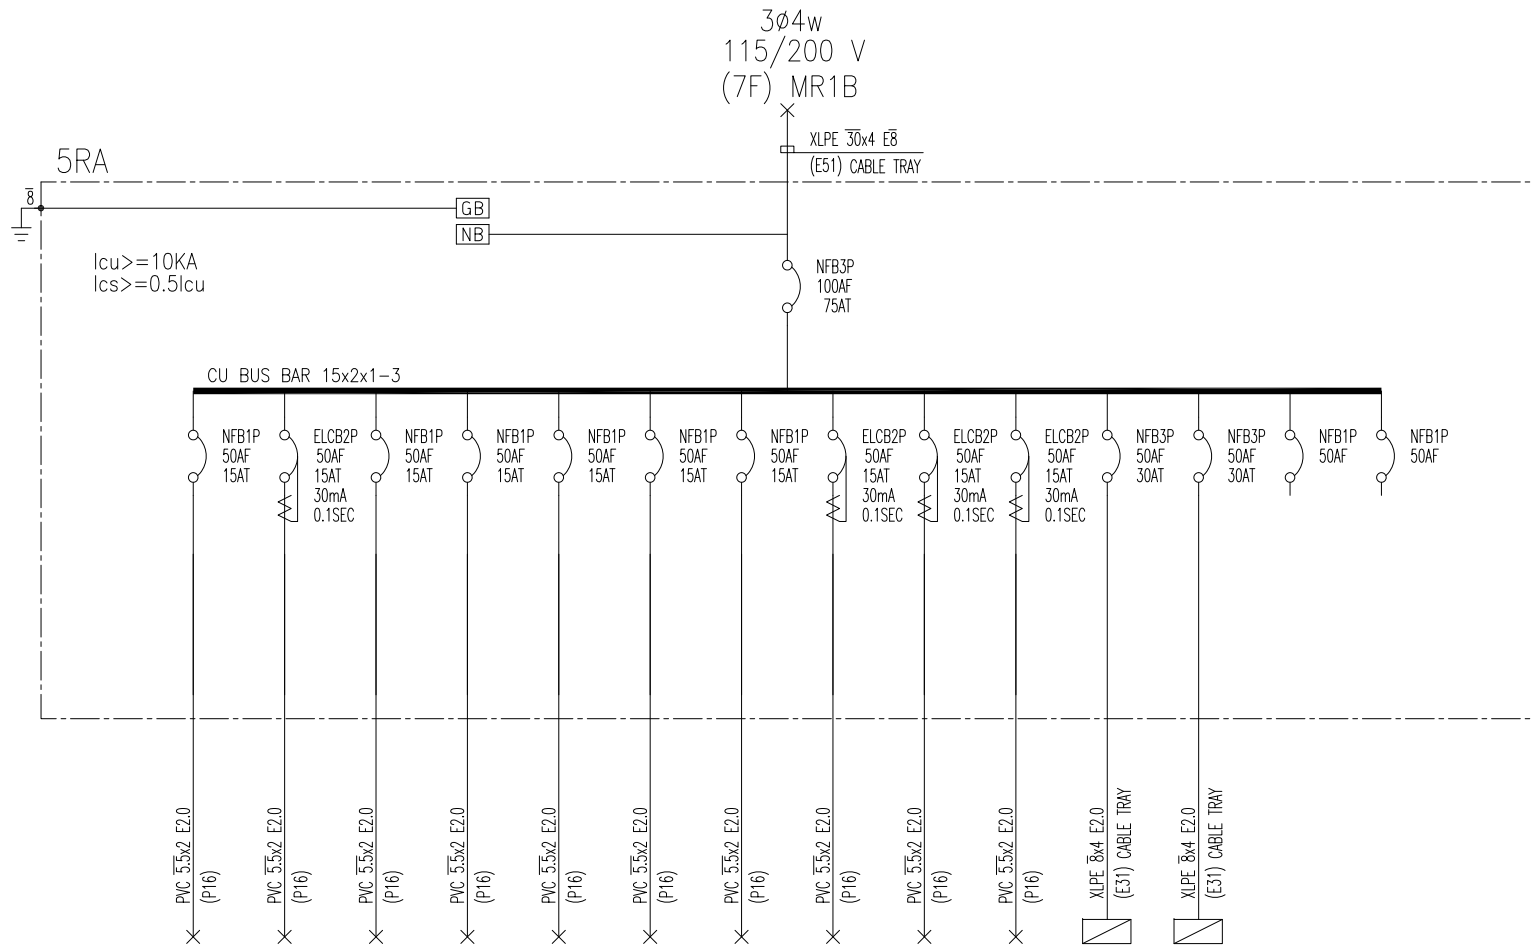 3ø4w
115/200 V
(7F) MR1B
XLPE 30x4 E8
(E51) CABLE TRAY
5RA
8
GB
NB
Icu>=10KA
Ics>=0.5Icu
NFB3P
100AF
75AT
CU BUS BAR 15x2x1-3
NFB1P
50AF
15AT
ELCB2P
50AF
15AT
30mA
0.1SEC
NFB1P
50AF
15AT
NFB1P
50AF
15AT
NFB1P
50AF
15AT
NFB1P
50AF
15AT
NFB1P
50AF
15AT
ELCB2P
50AF
15AT
30mA
0.1SEC
ELCB2P
50AF
15AT
30mA
0.1SEC
ELCB2P
50AF
15AT
30mA
0.1SEC
NFB3P
50AF
30AT
NFB3P
50AF
30AT
NFB1P
50AF
NFB1P
50AF
PVC 5.5x2 E2.0
(P16)
PVC 5.5x2 E2.0
(P16)
PVC 5.5x2 E2.0
(P16)
PVC 5.5x2 E2.0
(P16)
PVC 5.5x2 E2.0
(P16)
PVC 5.5x2 E2.0
(P16)
PVC 5.5x2 E2.0
(P16)
PVC 5.5x2 E2.0
(P16)
PVC 5.5x2 E2.0
(P16)
PVC 5.5x2 E2.0
(P16)
XLPE 8x4 E2.0
(E31) CABLE TRAY
XLPE 8x4 E2.0
(E31) CABLE TRAY